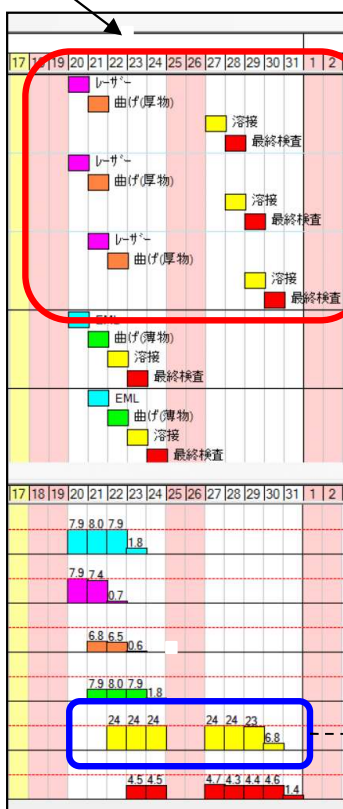 17 18 19 20 21 22 23 24 25 26 27 28 29 30 31 1 2
レーザー
曲げ(厚物)
溶接
最終検査
レーザー
曲げ(厚物)
溶接
最終検査
レーザー
曲げ(厚物)
溶接
最終検査
EML
曲げ(薄物)
溶接
最終検査
EML
曲げ(薄物)
溶接
最終検査
17 18 19 20 21 22 23 24 25 26 27 28 29 30 31 1 2
7.9 8.0 7.9 1.8
7.9 7.4 0.7
6.8 6.5 0.6
7.9 8.0 7.9 1.8
24 24 24 24 24 23 6.8
4.5 4.5 4.7 4.3 4.4 4.6 1.4